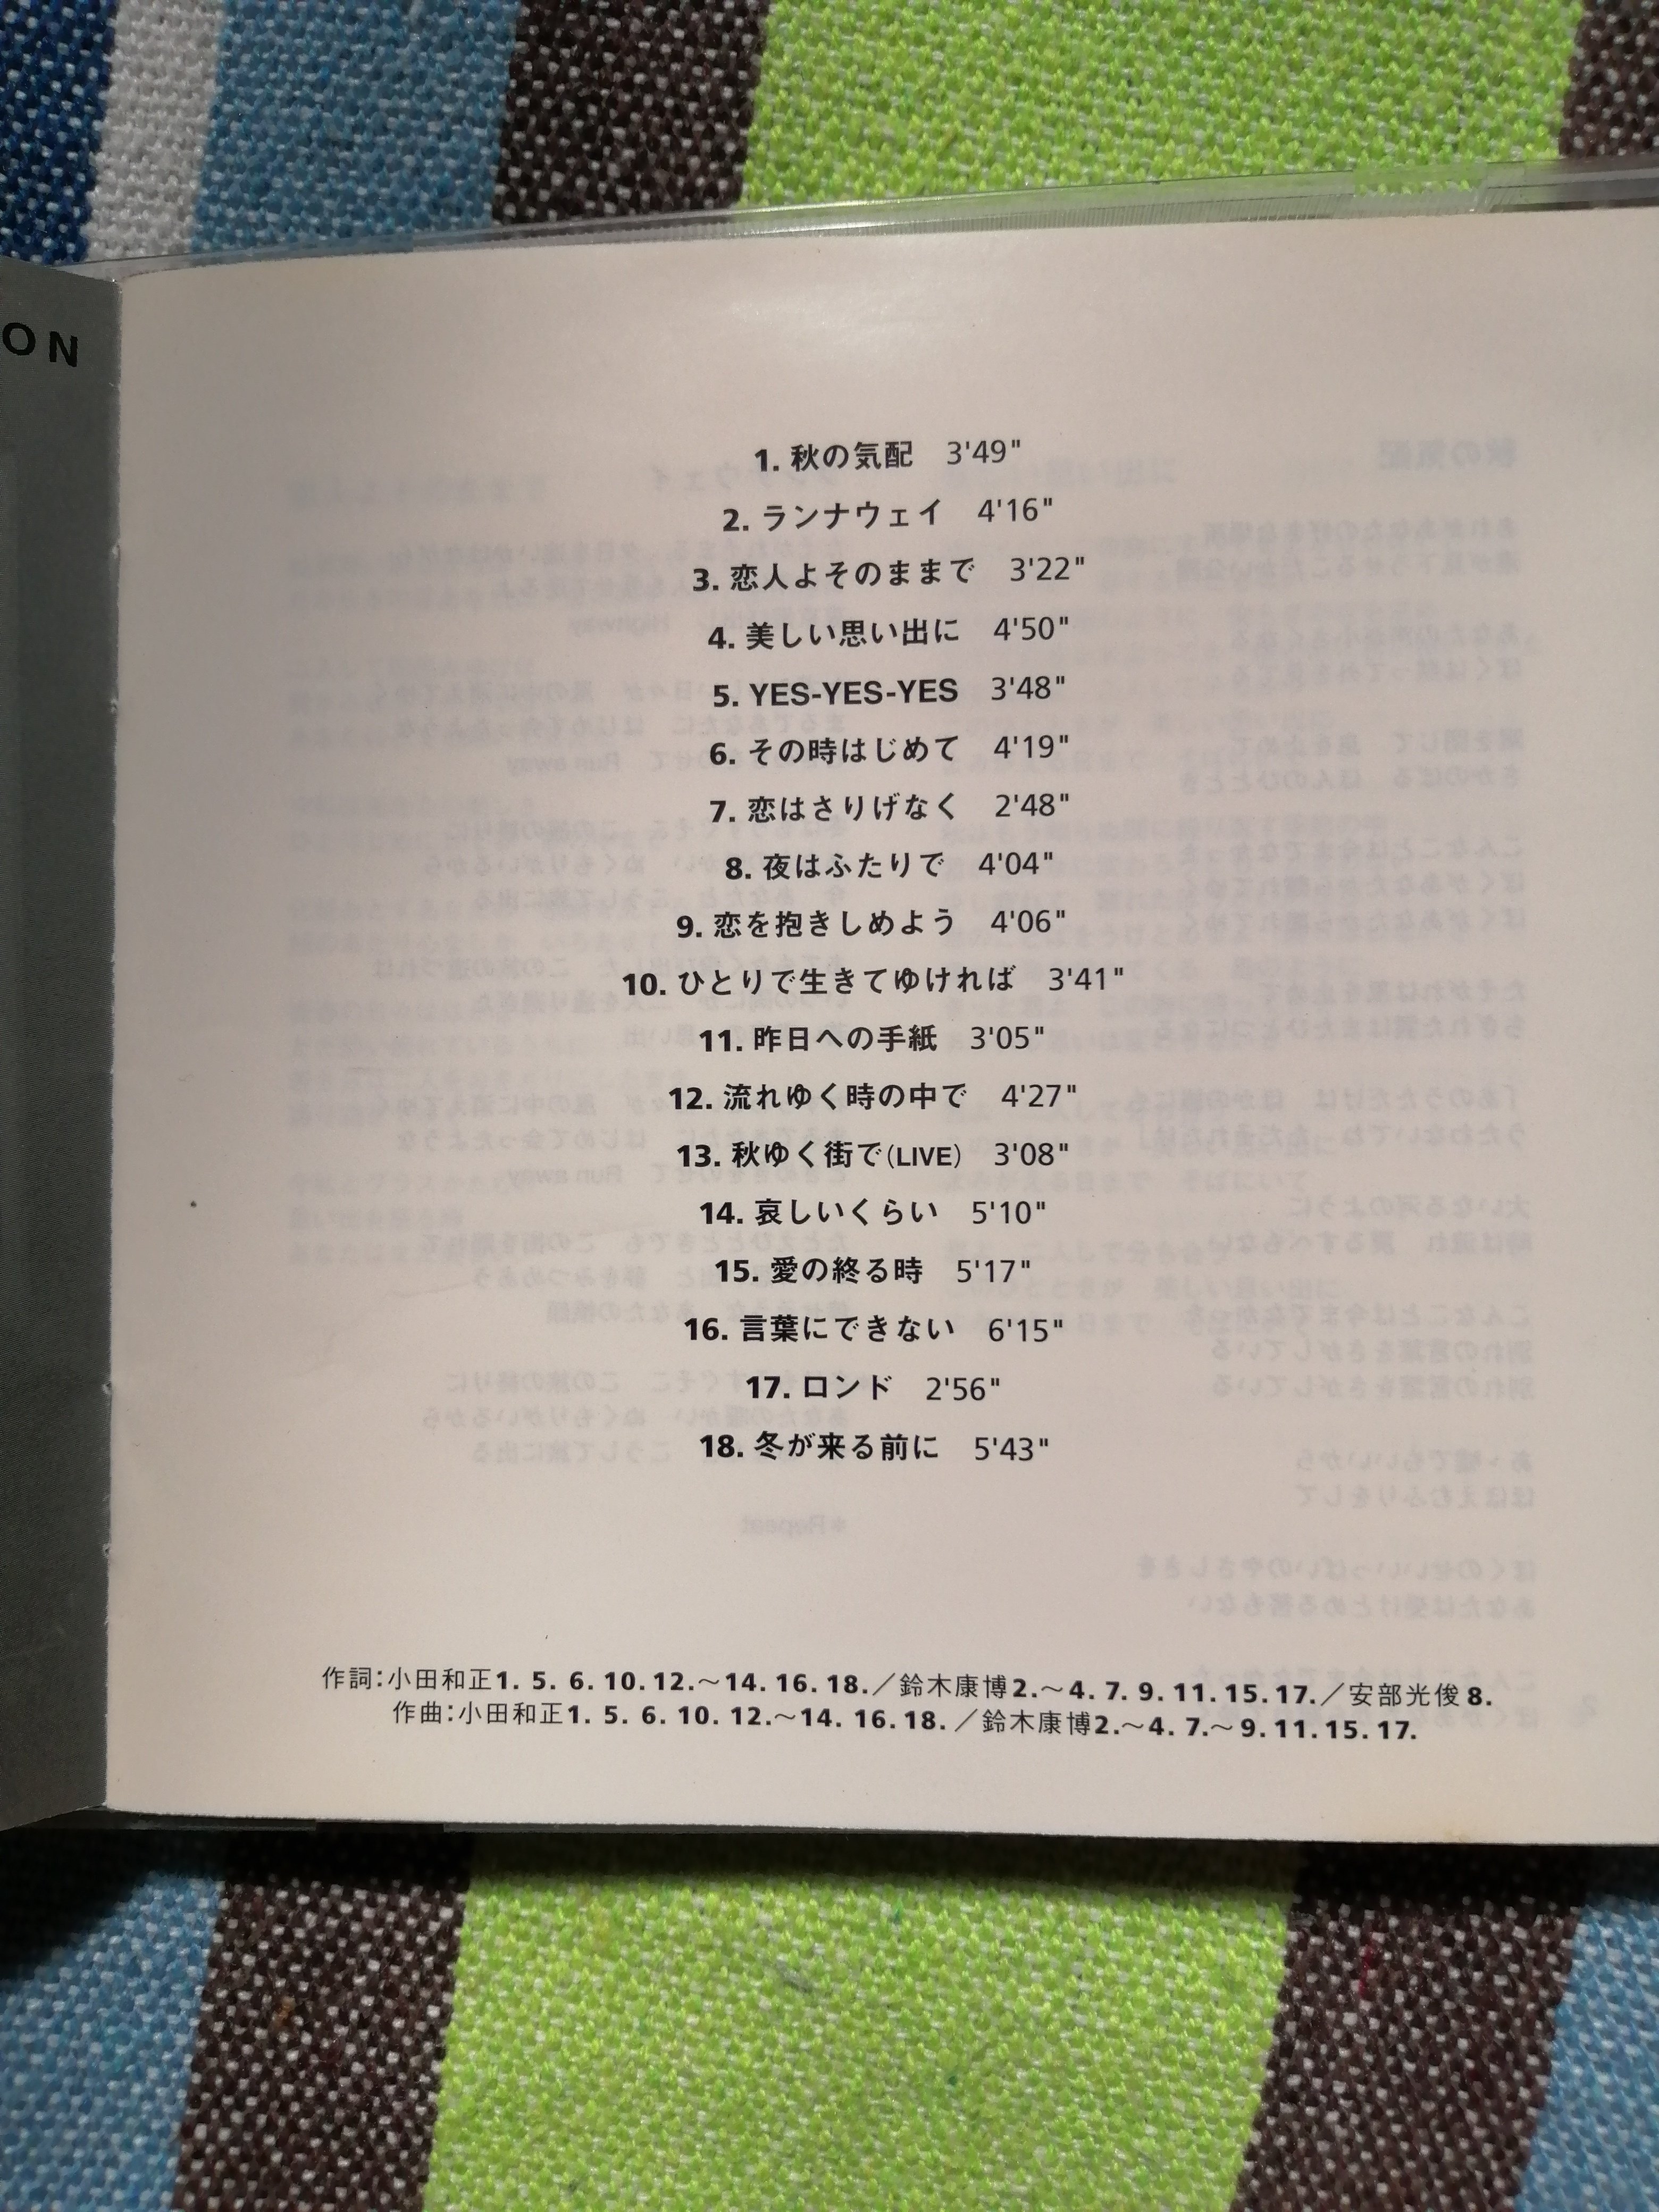 ON
1. 秋の気配 3'49"
2. ランナウェイ 4'16"
3. 恋人よそのままで 3'22"
4. 美しい思い出に 4'50"
5. YES-YES-YES 3'48"
6. その時はじめて 4'19"
7. 恋はさりげなく 2'48"
8. 夜はふたりで 4'04"
9. 恋を抱きしめよう 4'06"
10. ひとりで生きてゆければ 3'41"
11. 昨日への手紙 3'05"
12. 流れゆく時の中で 4'27"
13. 秋ゆく街で(LIVE) 3'08"
14. 哀しいくらい 5'10"
15. 愛の終る時 5'17"
16. 言葉にできない 6'15"
17. ロンド 2'56"
18. 冬が来る前に 5'43"
作詞:小田和正1. 5. 6. 10. 12.〜14. 16. 18.／鈴木康博2.〜4. 7. 9. 11. 15. 17.／安部光俊8.
作曲:小田和正1. 5. 6. 10. 12.〜14. 16. 18.／鈴木康博2.〜4. 7.〜9. 11. 15. 17.